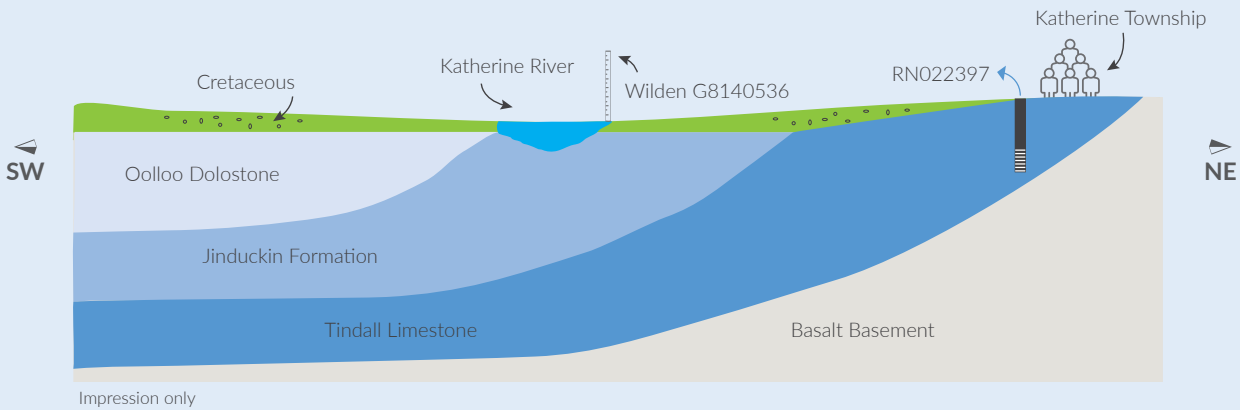 Katherine Township
Katherine River
RN022397
Cretaceous
Wilden G8140536
SW
NE
Oolloo Dolostone
Jinduckin Formation
Tindall Limestone
Basalt Basement
Impression only